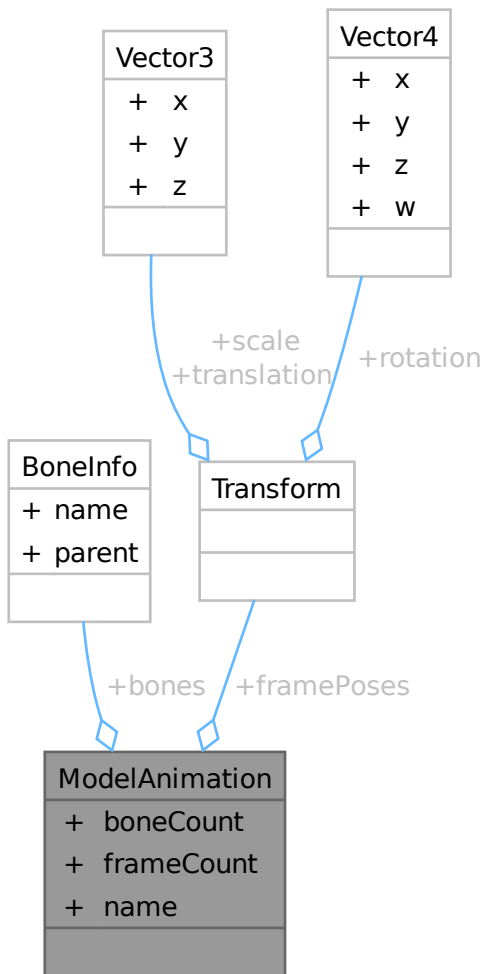 Vector3
+ x
+ y
+ z
Vector4
+ x
+ y
+ z
+ w
+scale
+translation
+rotation
BoneInfo
+ name
+ parent
Transform
+bones
+framePoses
ModelAnimation
+ boneCount
+ frameCount
+ name